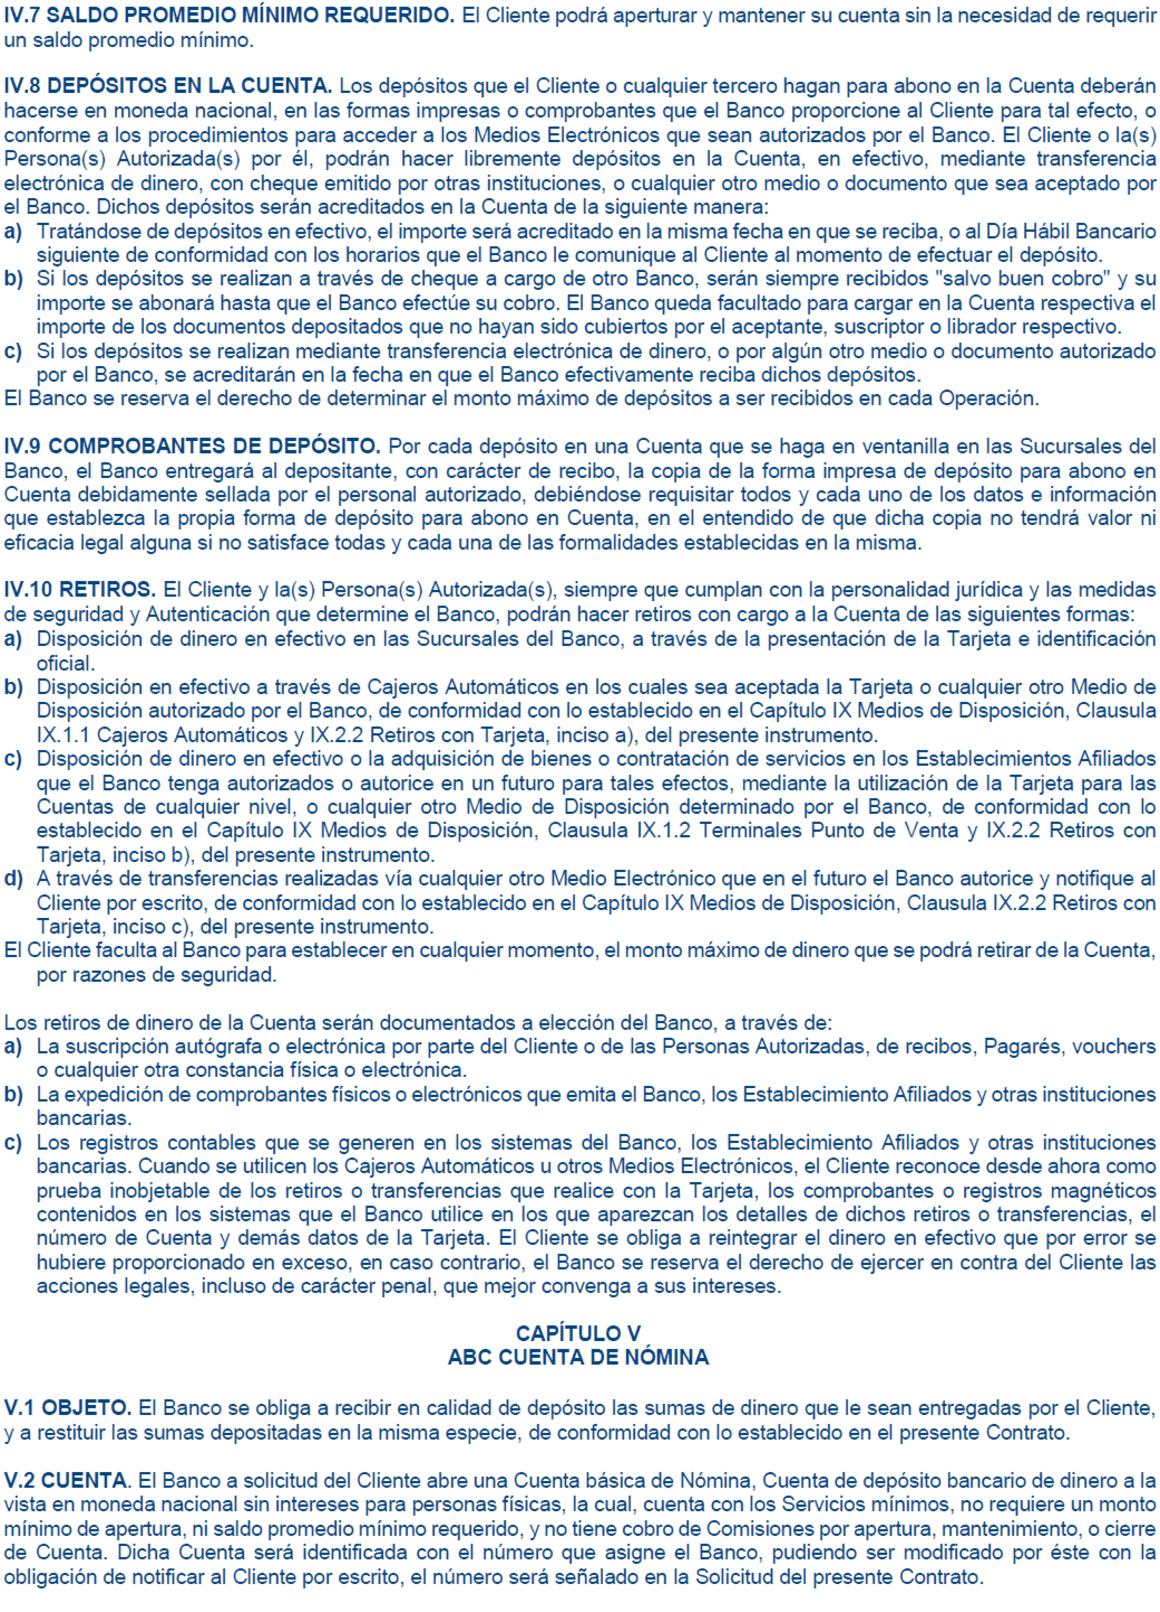 IV.7 SALDO PROMEDIO MÍNIMO REQUERIDO. El Cliente podrá aperturar y mantener su cuenta sin la necesidad de requerir
un saldo promedio mínimo.
IV.8 DEPÓSITOS EN LA CUENTA. Los depósitos que el Cliente o cualquier tercero hagan para abono en la Cuenta deberán
hacerse en moneda nacional, en las formas impresas o comprobantes que el Banco proporcione al Cliente para tal efecto, o
conforme a los procedimientos para acceder a los Medios Electrónicos que sean autorizados por el Banco. El Cliente o la(s)
Persona(s) Autorizada(s) por él, podrán hacer libremente depósitos en la Cuenta, en efectivo, mediante transferencia
electrónica de dinero, con cheque emitido por otras instituciones, o cualquier otro medio o documento que sea aceptado por
el Banco. Dichos depósitos serán acreditados en la Cuenta de la siguiente manera:
a) Tratándose de depósitos en efectivo, el importe será acreditado en la misma fecha en que se reciba, o al Día Hábil Bancario
siguiente de conformidad con los horarios que el Banco le comunique al Cliente al momento de efectuar el depósito.
b) Si los depósitos se realizan a través de cheque a cargo de otro Banco, serán siempre recibidos "salvo buen cobro" y su
importe se abonará hasta que el Banco efectúe su cobro. El Banco queda facultado para cargar en la Cuenta respectiva el
importe de los documentos depositados que no hayan sido cubiertos por el aceptante, suscriptor o librador respectivo.
c) Si los depósitos se realizan mediante transferencia electrónica de dinero, o por algún otro medio o documento autorizado
por el Banco, se acreditarán en la fecha en que el Banco efectivamente reciba dichos depósitos.
El Banco se reserva el derecho de determinar el monto máximo de depósitos a ser recibidos en cada Operación.
IV.9 COMPROBANTES DE DEPÓSITO. Por cada depósito en una Cuenta que se haga en ventanilla en las Sucursales del
Banco, el Banco entregará al depositante, con carácter de recibo, la copia de la forma impresa de depósito para abono en
Cuenta debidamente sellada por el personal autorizado, debiéndose requisitar todos y cada uno de los datos e información
que establezca la propia forma de depósito para abono en Cuenta, en el entendido de que dicha copia no tendrá valor ni
eficacia legal alguna si no satisface todas y cada una de las formalidades establecidas en la misma.
IV.10 RETIROS. El Cliente y la(s) Persona(s) Autorizada(s), siempre que cumplan con la personalidad jurídica y las medidas
de seguridad y Autenticación que determine el Banco, podrán hacer retiros con cargo a la Cuenta de las siguientes formas:
a) Disposición de dinero en efectivo en las Sucursales del Banco, a través de la presentación de la Tarjeta e identificación
oficial.
b) Disposición en efectivo a través de Cajeros Automáticos en los cuales sea aceptada la Tarjeta o cualquier otro Medio de
Disposición autorizado por el Banco, de conformidad con lo establecido en el Capítulo IX Medios de Disposición, Clausula
IX.1.1 Cajeros Automáticos y IX.2.2 Retiros con Tarjeta, inciso a), del presente instrumento.
c) Disposición de dinero en efectivo o la adquisición de bienes o contratación de servicios en los Establecimientos Afiliados
que el Banco tenga autorizados o autorice en un futuro para tales efectos, mediante la utilización de la Tarjeta para las
Cuentas de cualquier nivel, o cualquier otro Medio de Disposición determinado por el Banco, de conformidad con lo
establecido en el Capítulo IX Medios de Disposición, Clausula IX.1.2 Terminales Punto de Venta y IX.2.2 Retiros con
Tarjeta, inciso b), del presente instrumento.
d) A través de transferencias realizadas vía cualquier otro Medio Electrónico que en el futuro el Banco autorice y notifique al
Cliente por escrito, de conformidad con lo establecido en el Capítulo IX Medios de Disposición, Clausula IX.2.2 Retiros con
Tarjeta, inciso c), del presente instrumento.
El Cliente faculta al Banco para establecer en cualquier momento, el monto máximo de dinero que se podrá retirar de la Cuenta,
por razones de seguridad.
Los retiros de dinero de la Cuenta serán documentados a elección del Banco, a través de:
a) La suscripción autógrafa o electrónica por parte del Cliente o de las Personas Autorizadas, de recibos, Pagarés, vouchers
o cualquier otra constancia física o electrónica.
b) La expedición de comprobantes físicos o electrónicos que emita el Banco, los Establecimiento Afiliados y otras instituciones
bancarias.
c) Los registros contables que se generen en los sistemas del Banco, los Establecimiento Afiliados y otras instituciones
bancarias. Cuando se utilicen los Cajeros Automáticos u otros Medios Electrónicos, el Cliente reconoce desde ahora como
prueba inobjetable de los retiros o transferencias que realice con la Tarjeta, los comprobantes o registros magnéticos
contenidos en los sistemas que el Banco utilice en los que aparezcan los detalles de dichos retiros o transferencias, el
número de Cuenta y demás datos de la Tarjeta. El Cliente se obliga a reintegrar el dinero en efectivo que por error se
hubiere proporcionado en exceso, en caso contrario, el Banco se reserva el derecho de ejercer en contra del Cliente las
acciones legales, incluso de carácter penal, que mejor convenga a sus intereses.
CAPÍTULO V
ABC CUENTA DE NÓMINA
V.1 OBJETO. El Banco se obliga a recibir en calidad de depósito las sumas de dinero que le sean entregadas por el Cliente,
y a restituir las sumas depositadas en la misma especie, de conformidad con lo establecido en el presente Contrato.
V.2 CUENTA. El Banco a solicitud del Cliente abre una Cuenta básica de Nómina, Cuenta de depósito bancario de dinero a la
vista en moneda nacional sin intereses para personas físicas, la cual, cuenta con los Servicios mínimos, no requiere un monto
mínimo de apertura, ni saldo promedio mínimo requerido, y no tiene cobro de Comisiones por apertura, mantenimiento, o cierre
de Cuenta. Dicha Cuenta será identificada con el número que asigne el Banco, pudiendo ser modificado por éste con la
obligación de notificar al Cliente por escrito, el número será señalado en la Solicitud del presente Contrato.